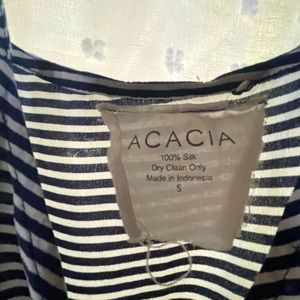 ACACIA
100% Silk
Dry Clean Only
Made in Indonesia
S